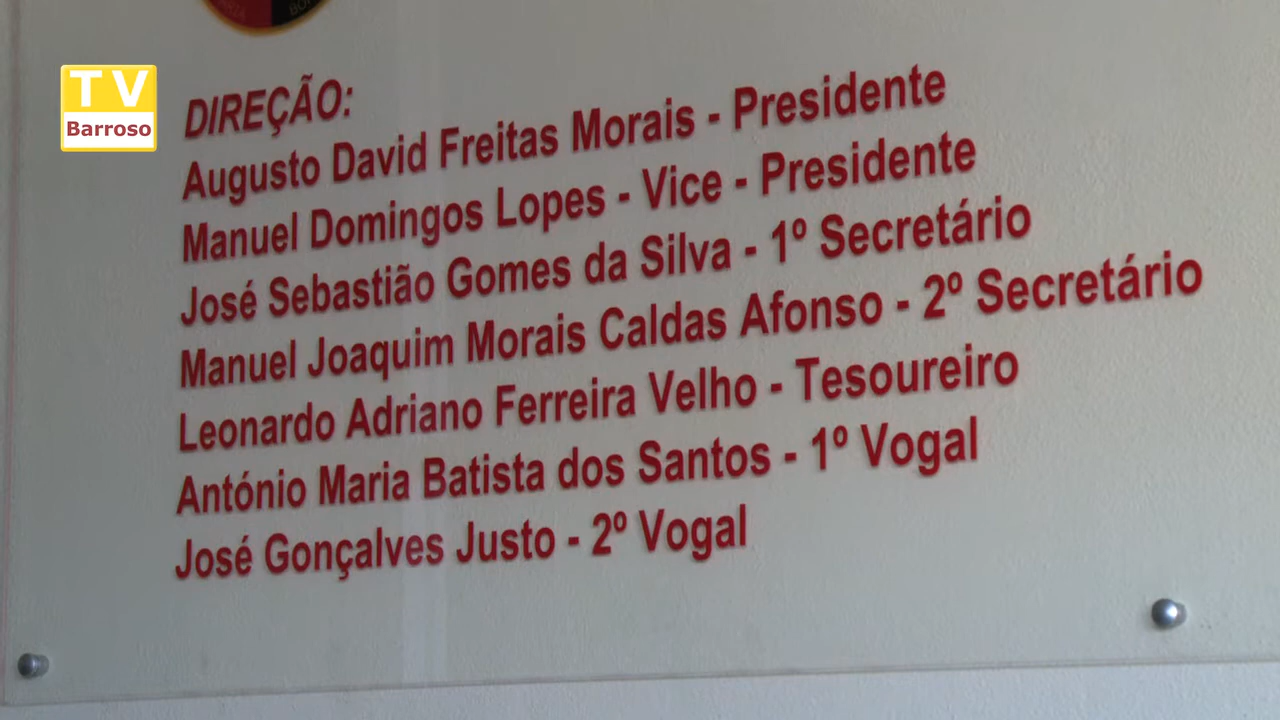 TV
Barroso
DIREÇÃO:
Augusto David Freitas Morais - Presidente
Manuel Domingos Lopes - Vice - Presidente
José Sebastião Gomes da Silva - 1º Secretário
Manuel Joaquim Morais Caldas Afonso - 2º Secretário
Leonardo Adriano Ferreira Velho - Tesoureiro
António Maria Batista dos Santos - 1º Vogal
José Gonçalves Justo - 2º Vogal